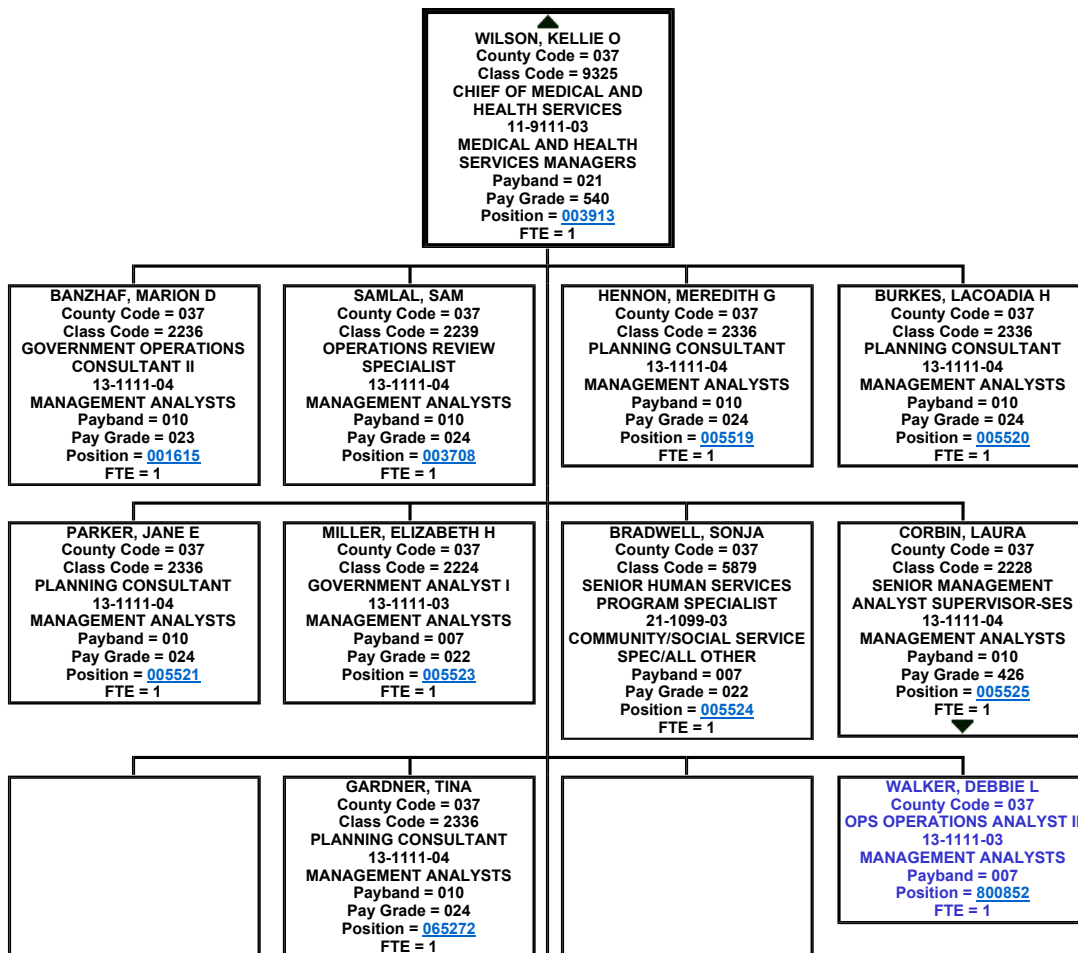 WILSON, KELLIE O
County Code = 037
Class Code = 9325
CHIEF OF MEDICAL AND
HEALTH SERVICES
11-9111-03
MEDICAL AND HEALTH
SERVICES MANAGERS
Payband = 021
Pay Grade = 540
Position = 003913
FTE = 1
BANZHAF, MARION D
County Code = 037
Class Code = 2236
GOVERNMENT OPERATIONS
CONSULTANT II
13-1111-04
MANAGEMENT ANALYSTS
Payband = 010
Pay Grade = 023
Position = 001615
FTE = 1
SAMLAL, SAM
County Code = 037
Class Code = 2239
OPERATIONS REVIEW
SPECIALIST
13-1111-04
MANAGEMENT ANALYSTS
Payband = 010
Pay Grade = 024
Position = 003708
FTE = 1
HENNON, MEREDITH G
County Code = 037
Class Code = 2336
PLANNING CONSULTANT
13-1111-04
MANAGEMENT ANALYSTS
Payband = 010
Pay Grade = 024
Position = 005519
FTE = 1
BURKES, LACOADIA H
County Code = 037
Class Code = 2336
PLANNING CONSULTANT
13-1111-04
MANAGEMENT ANALYSTS
Payband = 010
Pay Grade = 024
Position = 005520
FTE = 1
PARKER, JANE E
County Code = 037
Class Code = 2336
PLANNING CONSULTANT
13-1111-04
MANAGEMENT ANALYSTS
Payband = 010
Pay Grade = 024
Position = 005521
FTE = 1
MILLER, ELIZABETH H
County Code = 037
Class Code = 2224
GOVERNMENT ANALYST I
13-1111-03
MANAGEMENT ANALYSTS
Payband = 007
Pay Grade = 022
Position = 005523
FTE = 1
BRADWELL, SONJA
County Code = 037
Class Code = 5879
SENIOR HUMAN SERVICES
PROGRAM SPECIALIST
21-1099-03
COMMUNITY/SOCIAL SERVICE
SPEC/ALL OTHER
Payband = 007
Pay Grade = 022
Position = 005524
FTE = 1
CORBIN, LAURA
County Code = 037
Class Code = 2228
SENIOR MANAGEMENT
ANALYST SUPERVISOR-SES
13-1111-04
MANAGEMENT ANALYSTS
Payband = 010
Pay Grade = 426
Position = 005525
FTE = 1
GARDNER, TINA
County Code = 037
Class Code = 2336
PLANNING CONSULTANT
13-1111-04
MANAGEMENT ANALYSTS
Payband = 010
Pay Grade = 024
Position = 065272
FTE = 1
WALKER, DEBBIE L
County Code = 037
OPS OPERATIONS ANALYST
13-1111-03
MANAGEMENT ANALYSTS
Payband = 007
Position = 800852
FTE = 1